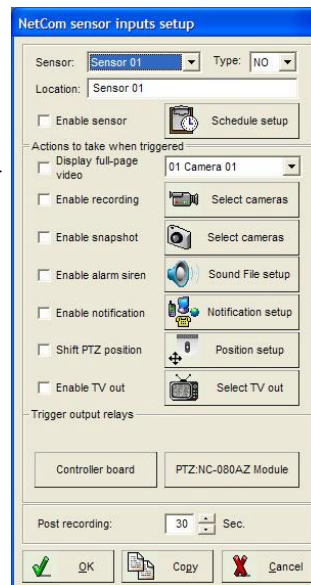 NetCom sensor inputs setup
Sensor: Sensor 01 Type: NO
Location: Sensor 01
Enable sensor Schedule setup
Actions to take when triggered
Display full-page video 01 Camera 01
Enable recording Select cameras
Enable snapshot Select cameras
Enable alarm siren Sound File setup
Enable notification Notification setup
Shift PTZ position Position setup
Enable TV out Select TV out
Trigger output relays
Controller board PTZ:NC-080AZ Module
Post recording: 30 Sec.
OK Copy Cancel